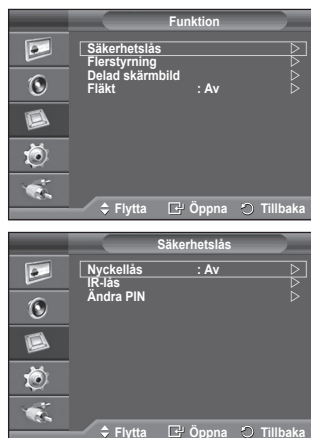 Funktion
Säkerhetslås
Flerstyrning
Delad skärmbild
Fläkt : Av
Flytta Öppna Tillbaka
Säkerhetslås
Nyckellås : Av
IR-lås
Ändra PIN
Flytta Öppna Tillbaka